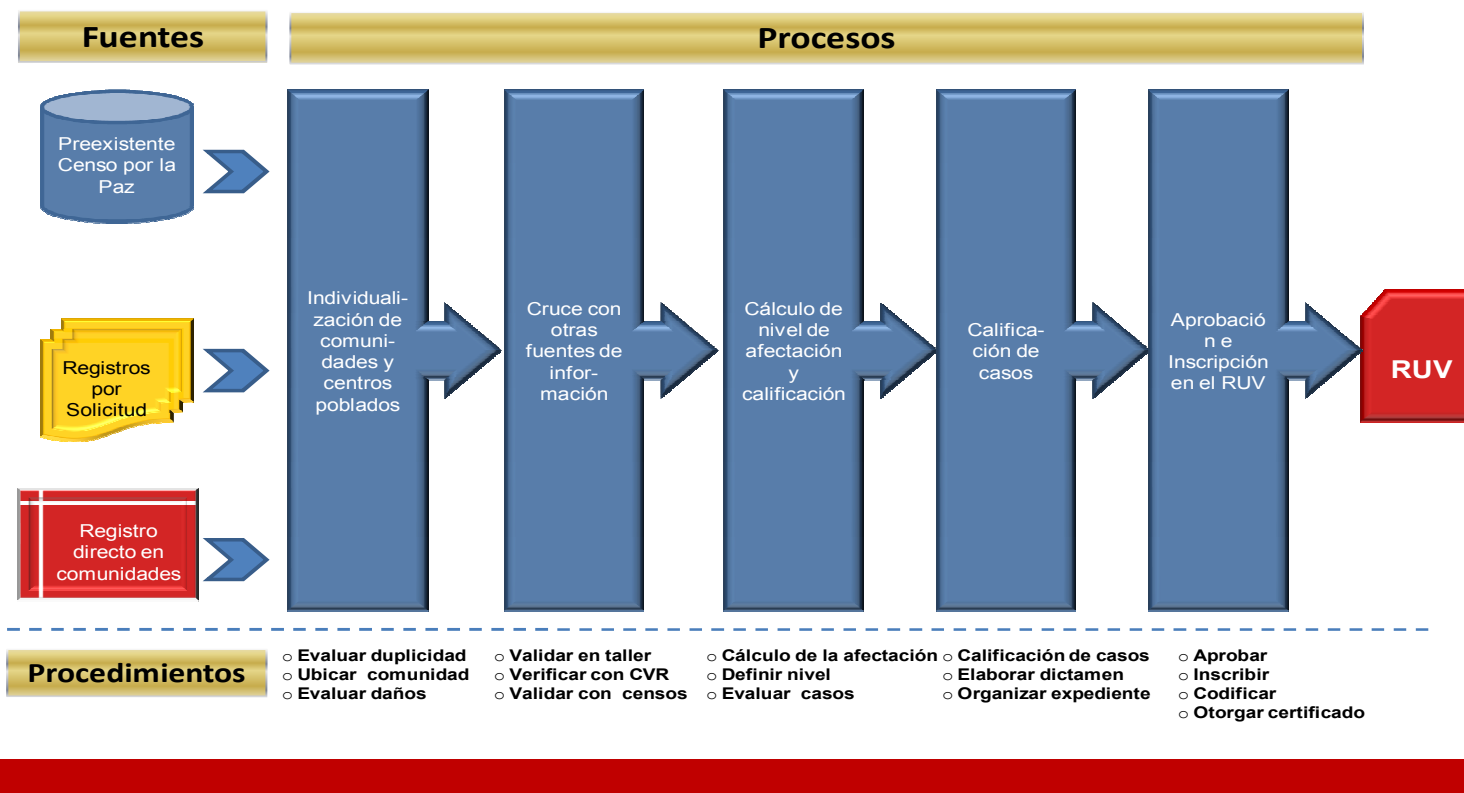 Fuentes
Procesos
Preexistente
Censo por la
Paz
Registros
por
Solicitud
Registro
directo en
comunidades
Individuali-
zación de
comuni-
dades y
centros
poblados
Cruce con
otras
fuentes de
infor-
mación
Cálculo de
nivel de
afectación
y
calificación
Califica-
ción de
casos
Aprobació
n e
Inscripción
en el RUV
RUV
Procedimientos
o Evaluar duplicidad
o Ubicar comunidad
o Evaluar daños
o Validar en taller
o Verificar con CVR
o Validar con censos
o Cálculo de la afectación
o Definir nivel
o Evaluar casos
o Calificación de casos
o Elaborar dictamen
o Organizar expediente
o Aprobar
o Inscribir
o Codificar
o Otorgar certificado